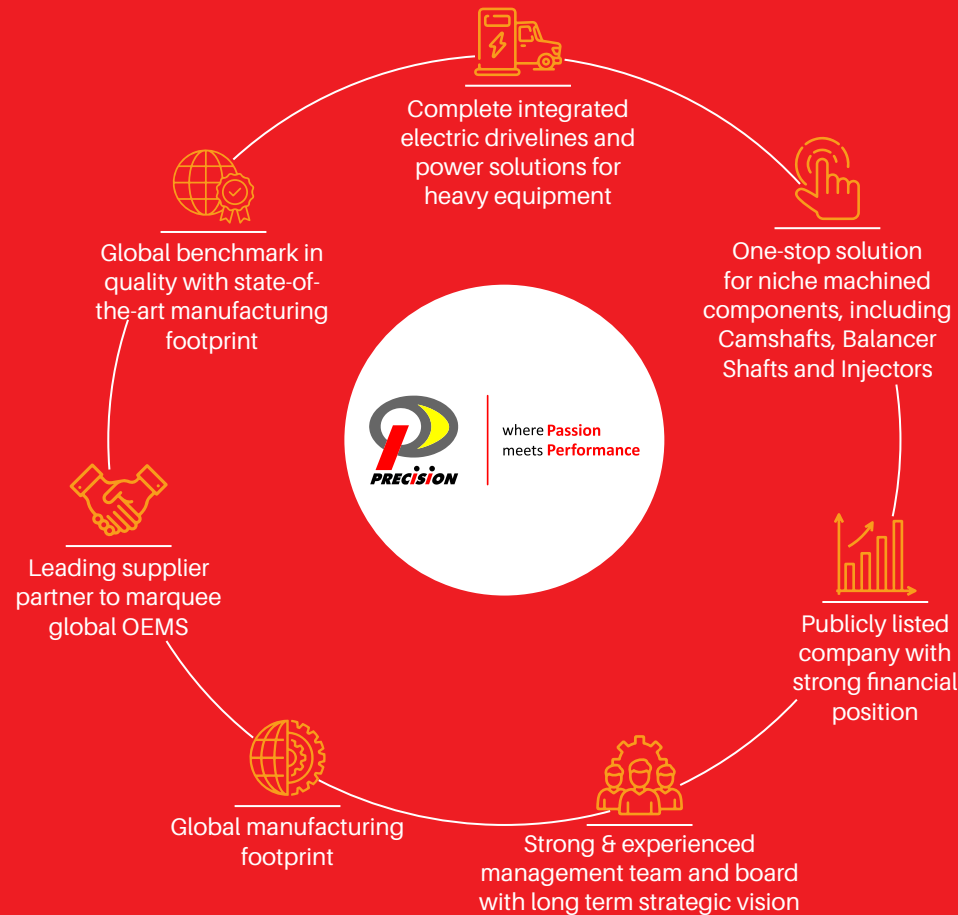 Complete integrated
electric drivelines and
power solutions for
heavy equipment
One-stop solution
for niche machined
components, including
Camshafts, Balancer
Shafts and Injectors
Publicly listed
company with
strong financial
position
Strong & experienced
management team and board
with long term strategic vision
Global manufacturing
footprint
Leading supplier
partner to marquee
global OEMS
Global benchmark in
quality with state-of-
the-art manufacturing
footprint
PRECISION
where Passion
meets Performance